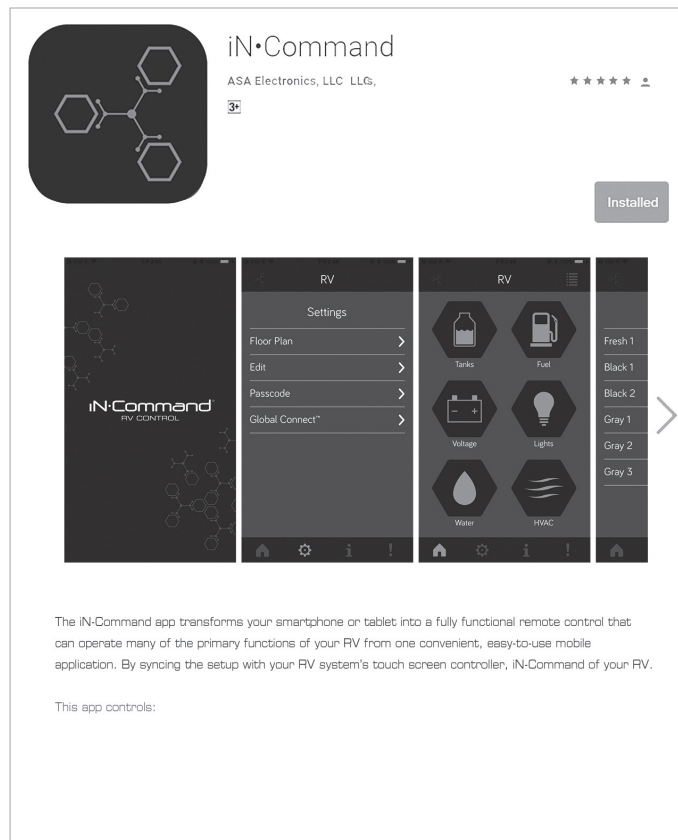 iN•Command
ASA Electronics, LLC LLG,
3+
Installed
iN·Command
RV CONTROL
RV
Settings
Floor Plan
Edit
Passcode
Global Connect™
RV
Tanks
Fuel
Voltage
Lights
Water
HVAC
Fresh 1
Black 1
Black 2
Gray 1
Gray 2
Gray 3
The iN-Command app transforms your smartphone or tablet into a fully functional remote control that
can operate many of the primary functions of your RV from one convenient, easy-to-use mobile
application. By syncing the setup with your RV system's touch screen controller, iN-Command of your RV.
This app controls: